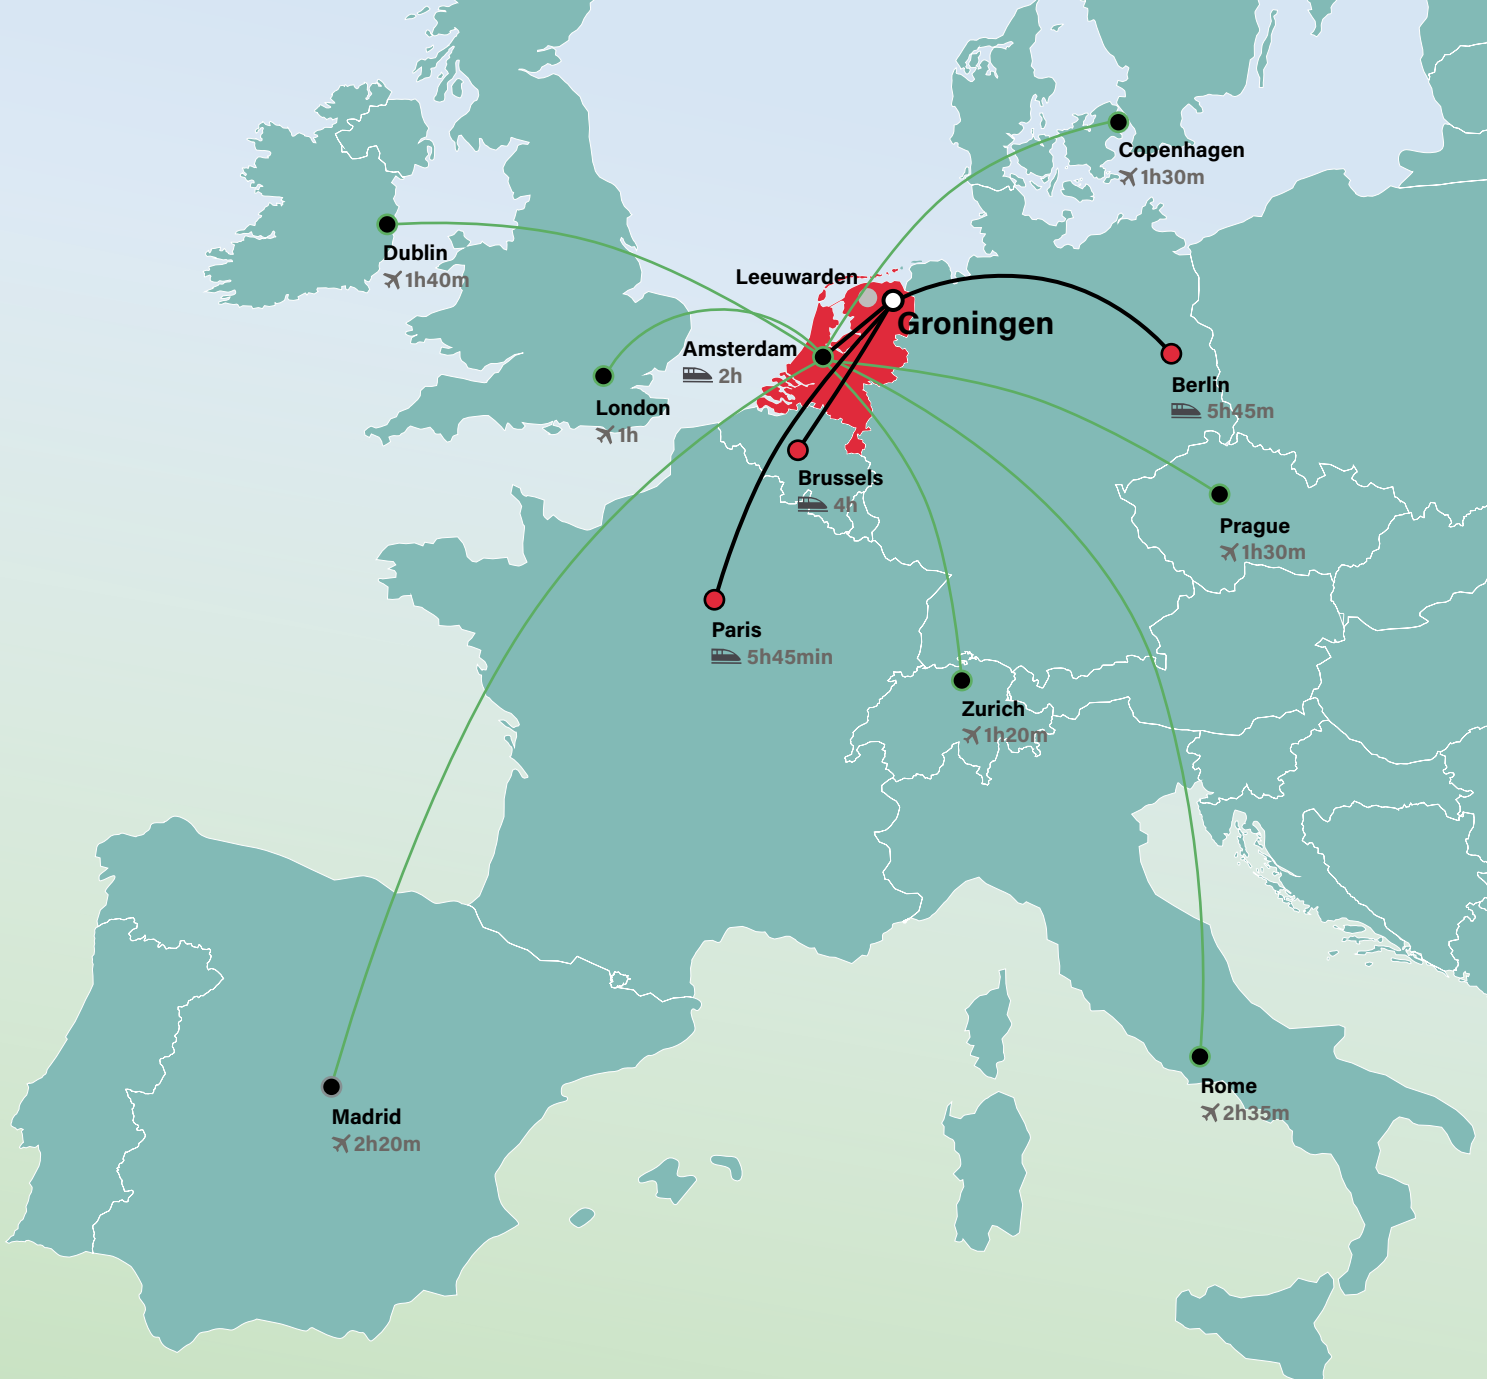 Copenhagen
1h30m
Dublin
1h40m
Leeuwarden
Groningen
Amsterdam
2h
Berlin
5h45m
London
1h
Brussels
4h
Prague
1h30m
Paris
5h45min
Zurich
1h20m
Rome
2h35m
Madrid
2h20m